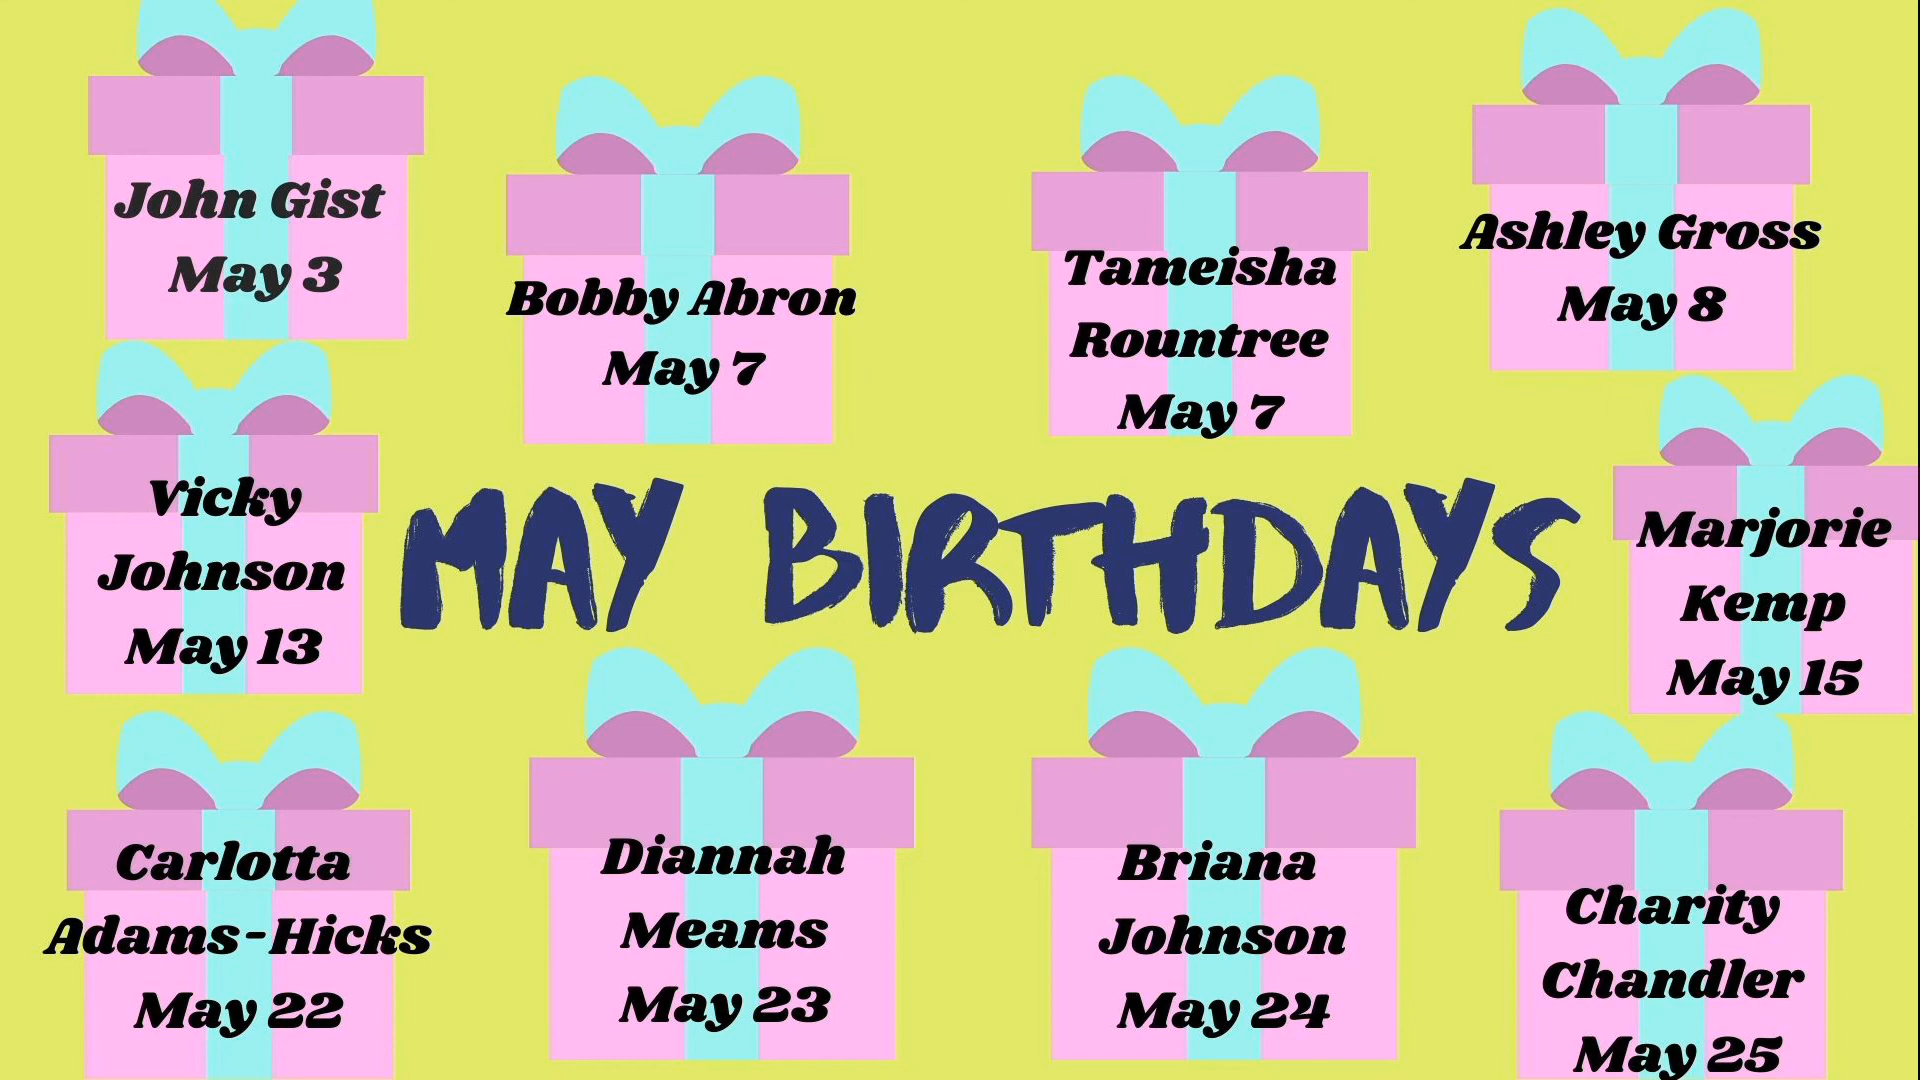 John Gist
May 3
Bobby Abron
May 7
Tameisha
Rountree
May 7
Ashley Gross
May 8
Vicky
Johnson
May 13
MAY BIRTHDAYS
Marjorie
Kemp
May 15
Carlotta
Adams-Hicks
May 22
Diannah
Meams
May 23
Briana
Johnson
May 24
Charity
Chandler
May 25